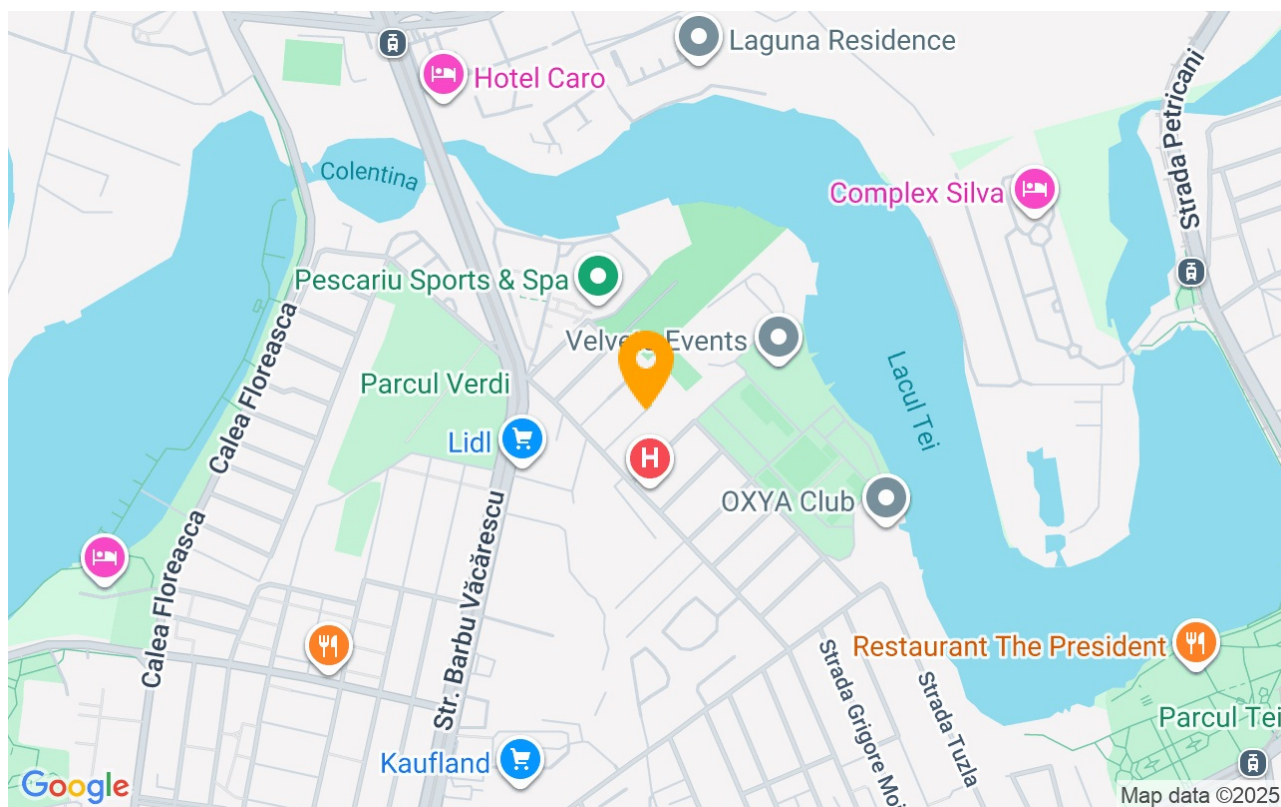 Laguna Residence
Hotel Caro
Strada Petricani
Colentina
Complex Silva
Pescariu Sports & Spa
Calea Floreasca
Events
Parcul Verdi
Lacul Tei
Lidl
OXYA Club
Calea Floreasca
Str. Barbu Văcărescu
H
Restaurant The President
Strada Grigore Moi
Strada Tuzla
Parcul Tei
Kaufland
Google
Map data ©2025